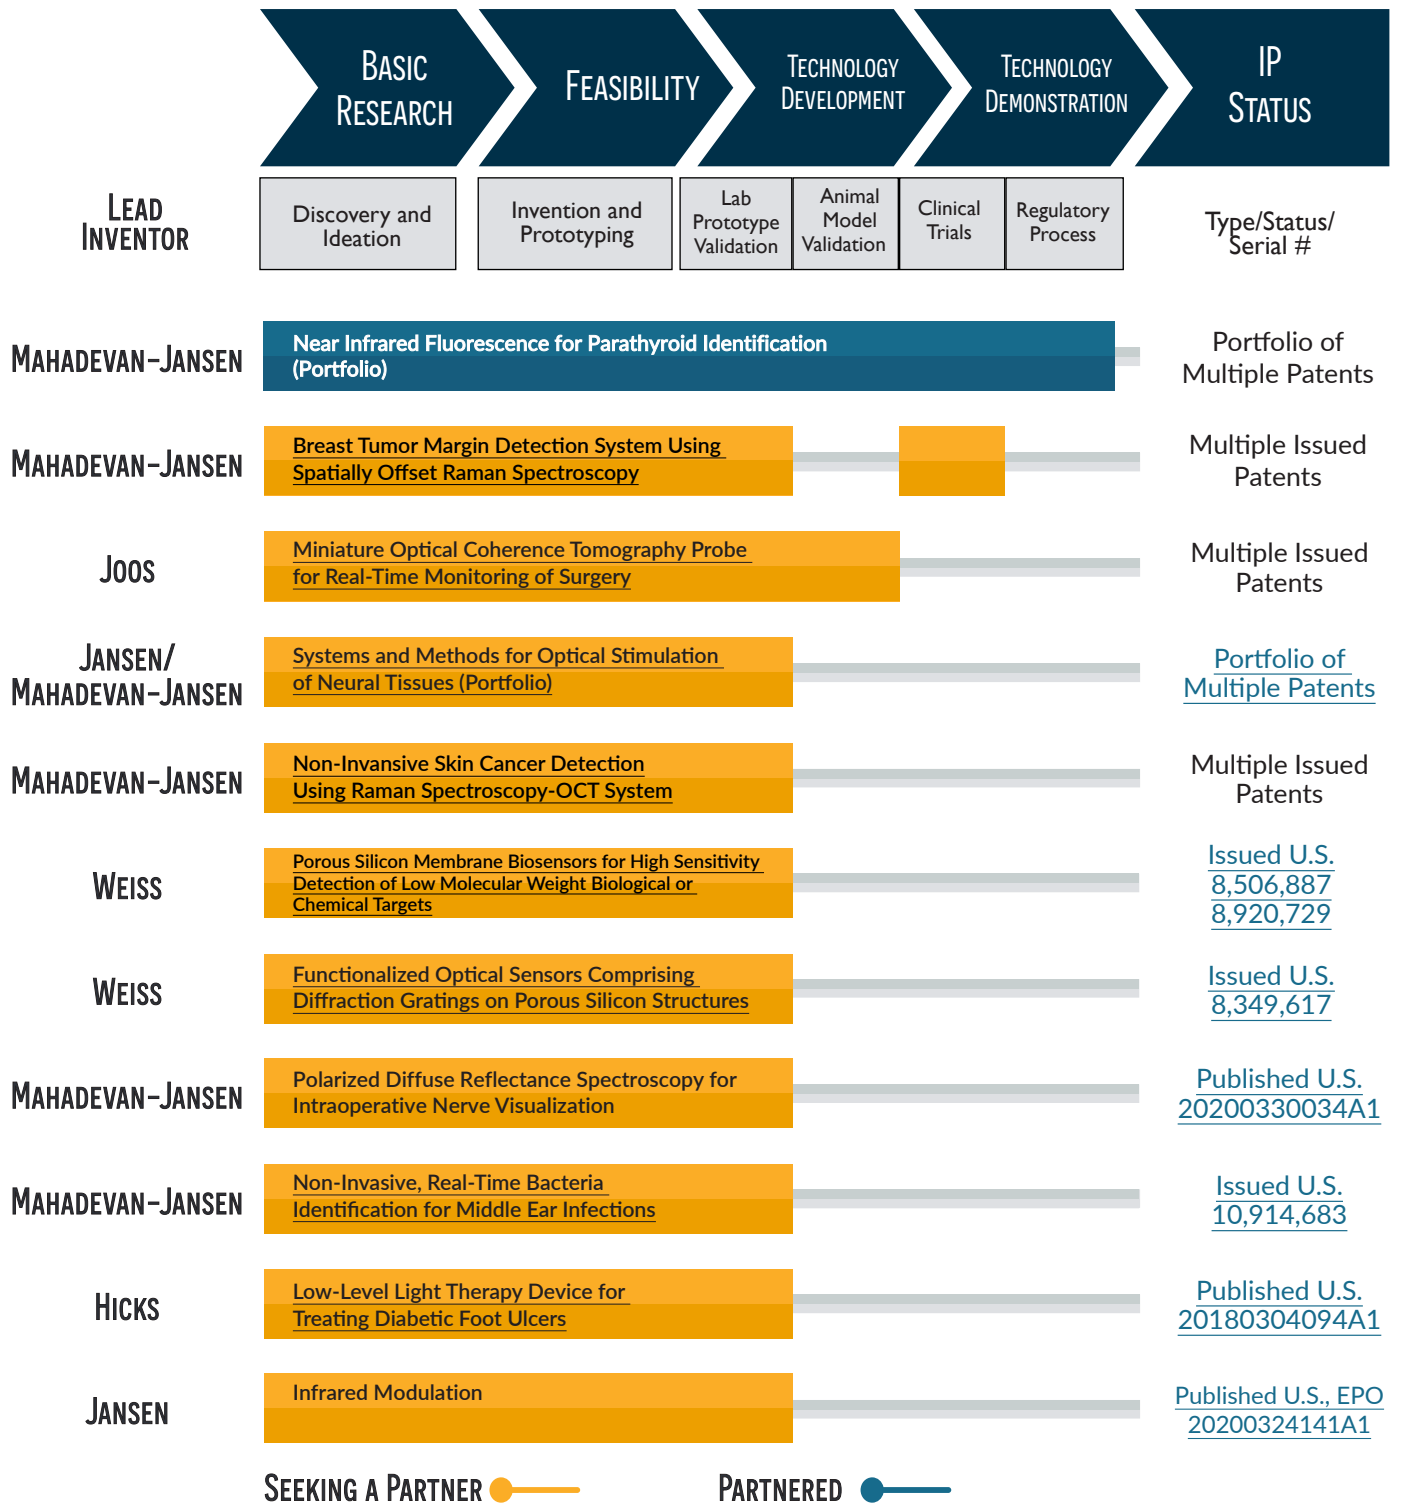 BASIC
RESEARCH
FEASIBILITY
TECHNOLOGY
DEVELOPMENT
TECHNOLOGY
DEMONSTRATION
IP
STATUS
LEAD
INVENTOR
Discovery and
Ideation
Invention and
Prototyping
Lab
Prototype
Validation
Animal
Model
Validation
Clinical
Trials
Regulatory
Process
Type/Status/
Serial #
MAHADEVAN-JANSEN
Near Infrared Fluorescence for Parathyroid Identification
(Portfolio)
Portfolio of
Multiple Patents
MAHADEVAN-JANSEN
Breast Tumor Margin Detection System Using
Spatially Offset Raman Spectroscopy
Multiple Issued
Patents
JOOS
Miniature Optical Coherence Tomography Probe
for Real-Time Monitoring of Surgery
Multiple Issued
Patents
JANSEN/
MAHADEVAN-JANSEN
Systems and Methods for Optical Stimulation
of Neural Tissues (Portfolio)
Portfolio of
Multiple Patents
MAHADEVAN-JANSEN
Non-Invansive Skin Cancer Detection
Using Raman Spectroscopy-OCT System
Multiple Issued
Patents
WEISS
Porous Silicon Membrane Biosensors for High Sensitivity
Detection of Low Molecular Weight Biological or
Chemical Targets
Issued U.S.
8,506,887
8,920,729
WEISS
Functionalized Optical Sensors Comprising
Diffraction Gratings on Porous Silicon Structures
Issued U.S.
8,349,617
MAHADEVAN-JANSEN
Polarized Diffuse Reflectance Spectroscopy for
Intraoperative Nerve Visualization
Published U.S.
20200330034A1
MAHADEVAN-JANSEN
Non-Invasive, Real-Time Bacteria
Identification for Middle Ear Infections
Issued U.S.
10,914,683
HICKS
Low-Level Light Therapy Device for
Treating Diabetic Foot Ulcers
Published U.S.
20180304094A1
JANSEN
Infrared Modulation
Published U.S., EPO
20200324141A1
SEEKING A PARTNER
PARTNERED